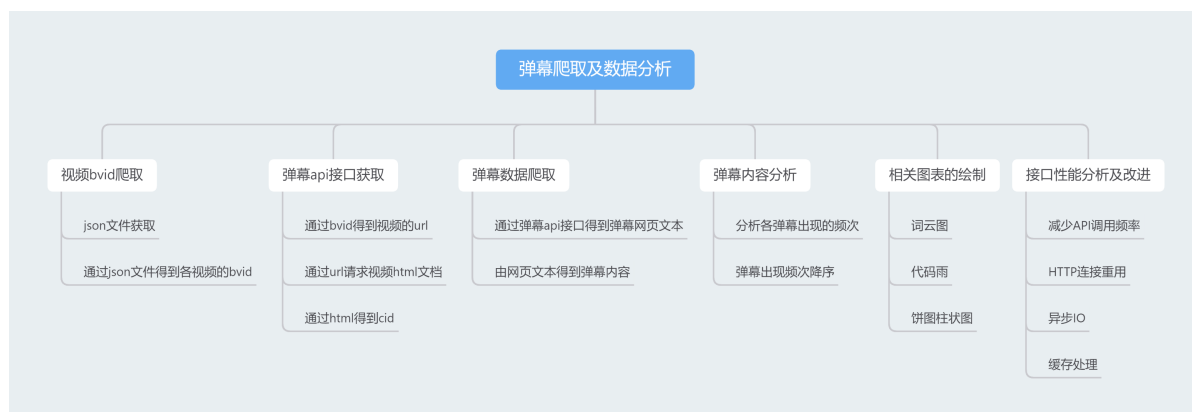 弹幕爬取及数据分析
视频bvid爬取
json文件获取
通过json文件得到各视频的bvid
弹幕api接口获取
通过bvid得到视频的url
通过url请求视频html文档
通过html得到cid
弹幕数据爬取
通过弹幕api接口得到弹幕网页文本
由网页文本得到弹幕内容
弹幕内容分析
分析各弹幕出现的频次
弹幕出现频次降序
相关图表的绘制
词云图
代码雨
饼图柱状图
接口性能分析及改进
减少API调用频率
HTTP连接重用
异步IO
缓存处理